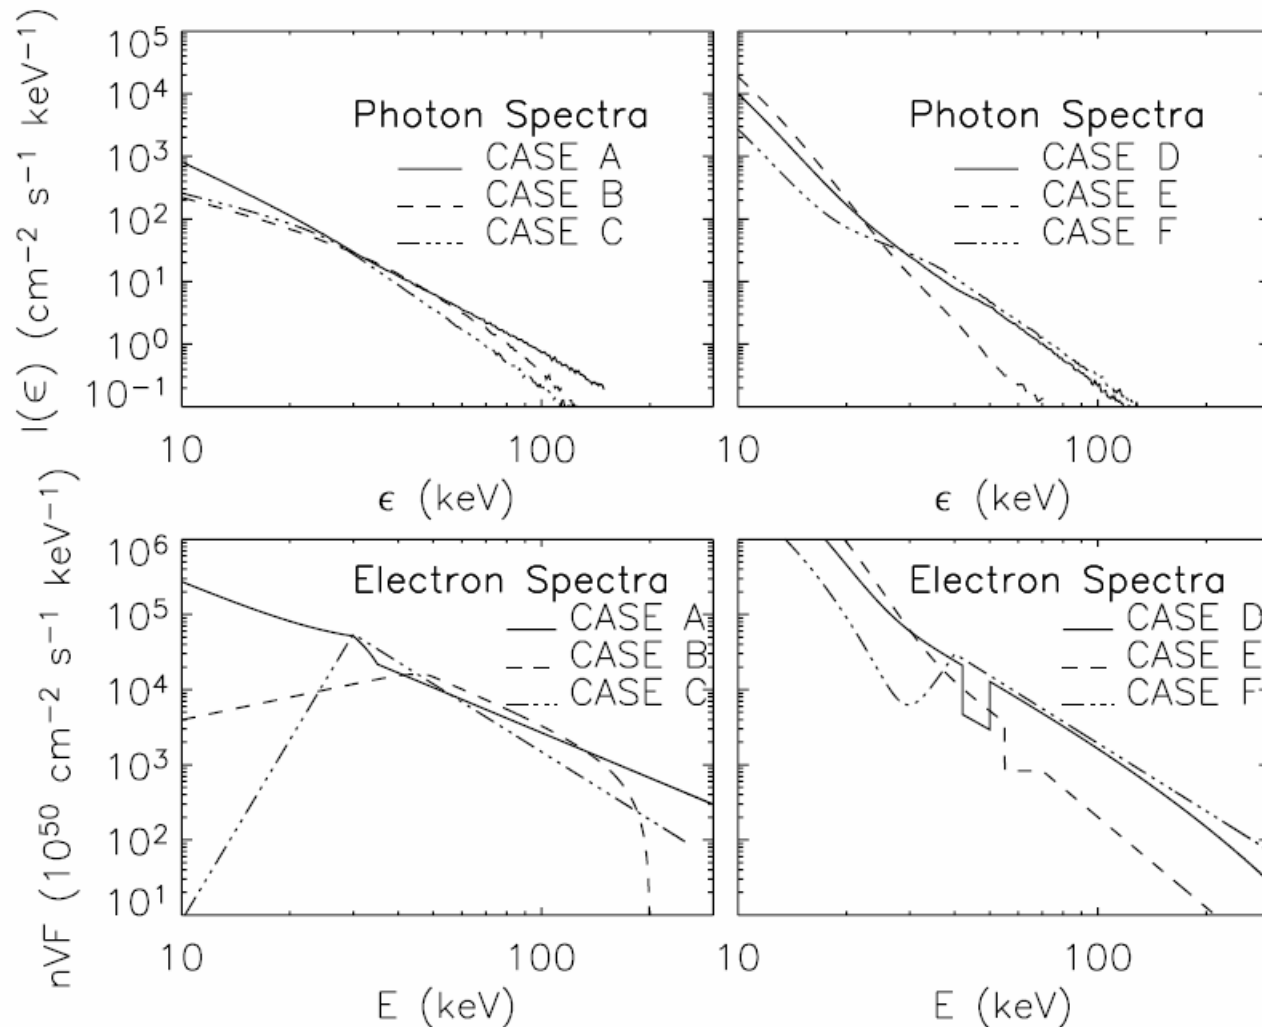 I(ϵ) (cm⁻² s⁻¹ keV⁻¹)
10⁵
10⁴
10³
10²
10¹
10⁰
10⁻¹
Photon Spectra
CASE A
CASE B
CASE C
10 100
ϵ (keV)
Photon Spectra
CASE D
CASE E
CASE F
10 100
ϵ (keV)
nVF (10⁵⁰ cm⁻² s⁻¹ keV⁻¹)
10⁶
10⁵
10⁴
10³
10²
10¹
Electron Spectra
CASE A
CASE B
CASE C
10 100
E (keV)
Electron Spectra
CASE D
CASE E
CASE F
10 100
E (keV)